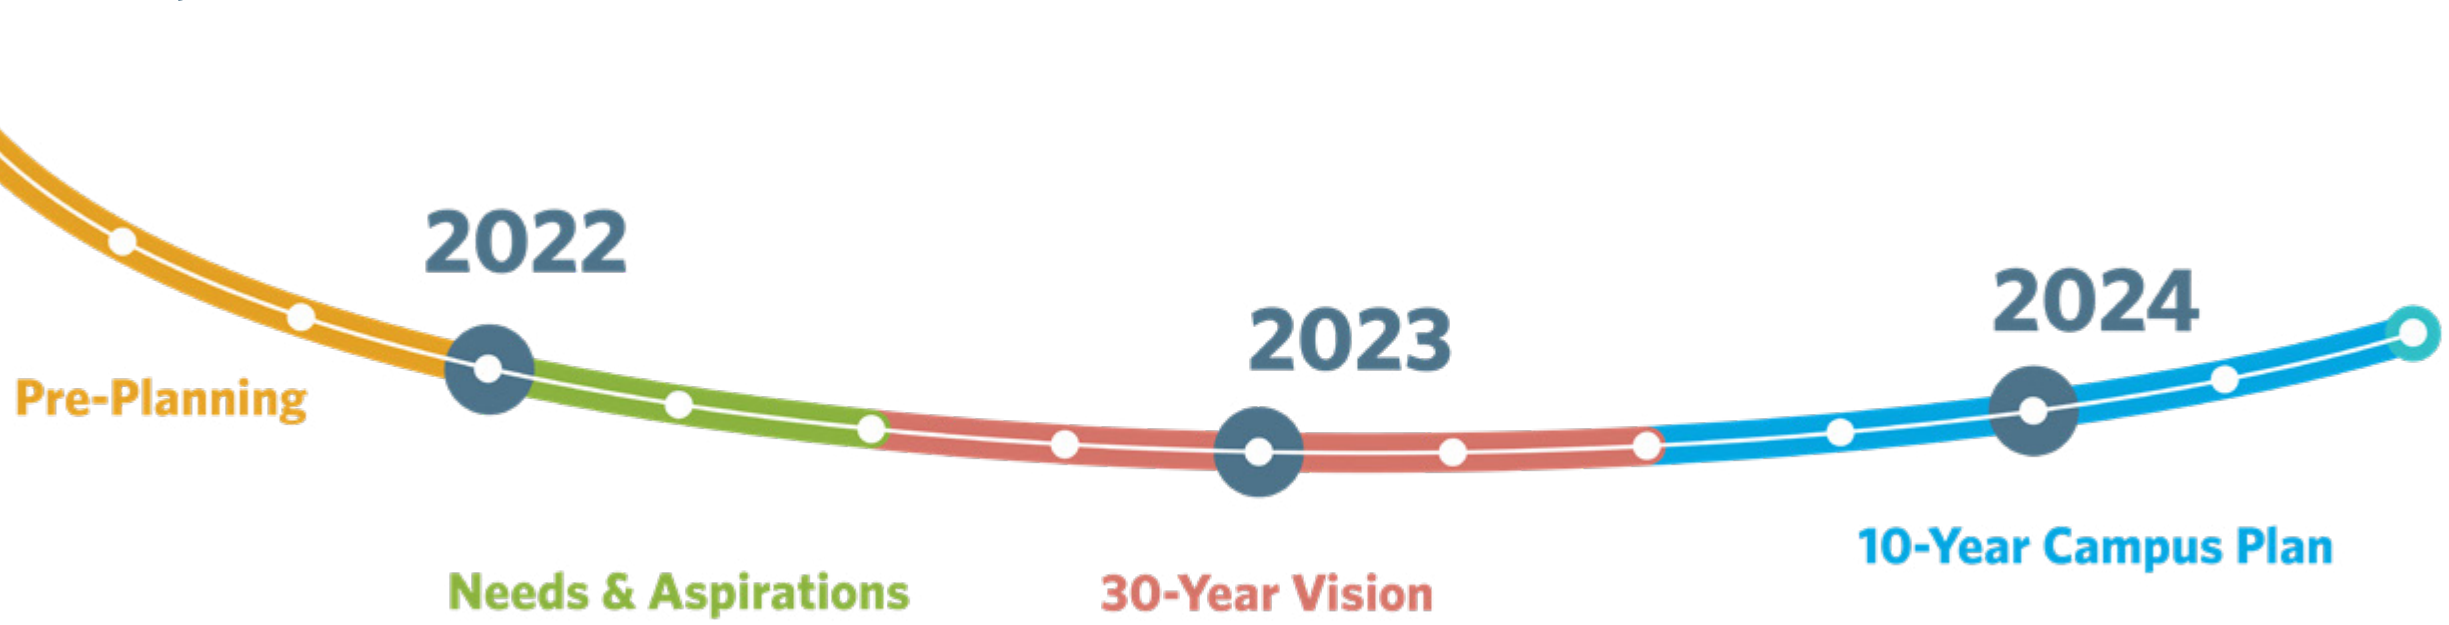 2022
2023
2024
Pre-Planning
Needs & Aspirations
30-Year Vision
10-Year Campus Plan